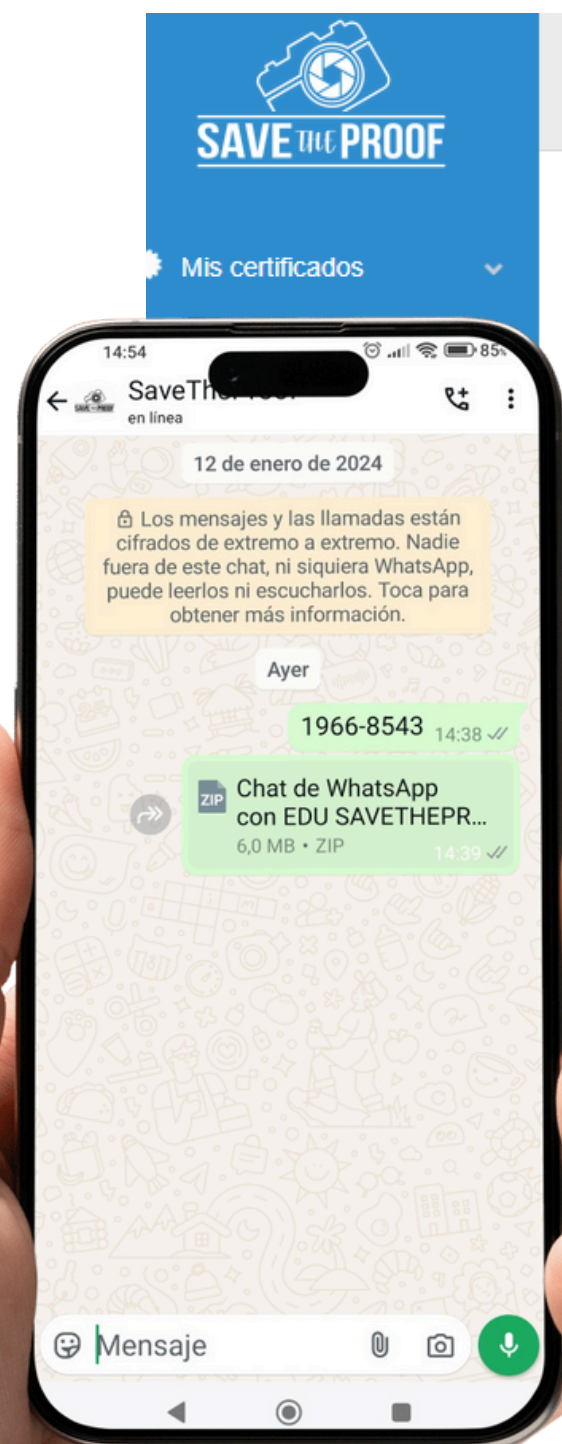 SAVE THE PROOF
Mis certificados
14:54
85%
en línea
12 de enero de 2024
Los mensajes y las llamadas están
cifrados de extremo a extremo. Nadie
fuera de este chat, ni siquiera WhatsApp,
puede leerlos ni escucharlos. Toca para
obtener más información.
Ayer
1966-8543 14:38
ZIP
Chat de WhatsApp
con EDU SAVETHEPR...
6,0 MB • ZIP
14:39
Mensaje